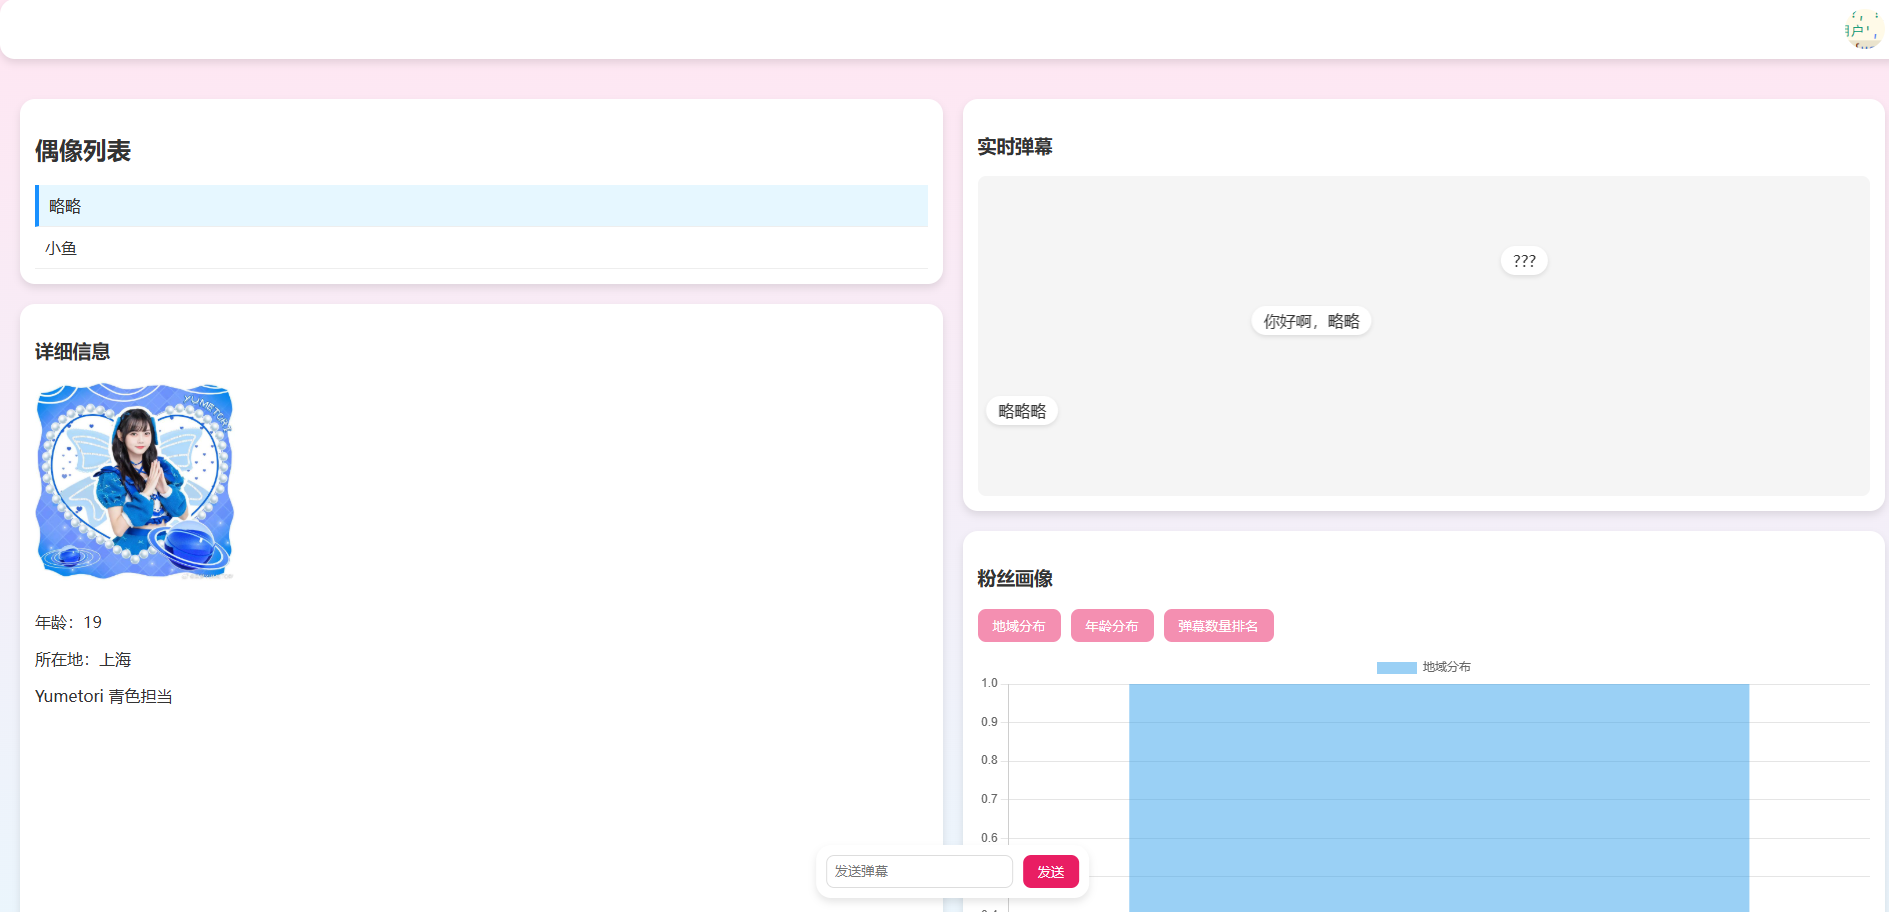 用户
偶像列表
略略
小鱼
详细信息
YUMETORI
年龄：19
所在地：上海
Yumetori 青色担当
实时弹幕
???
你好啊，略略
略略略
粉丝画像
地域分布
年龄分布
弹幕数量排名
地域分布
1.0
0.9
0.8
0.7
0.6
发送弹幕
发送